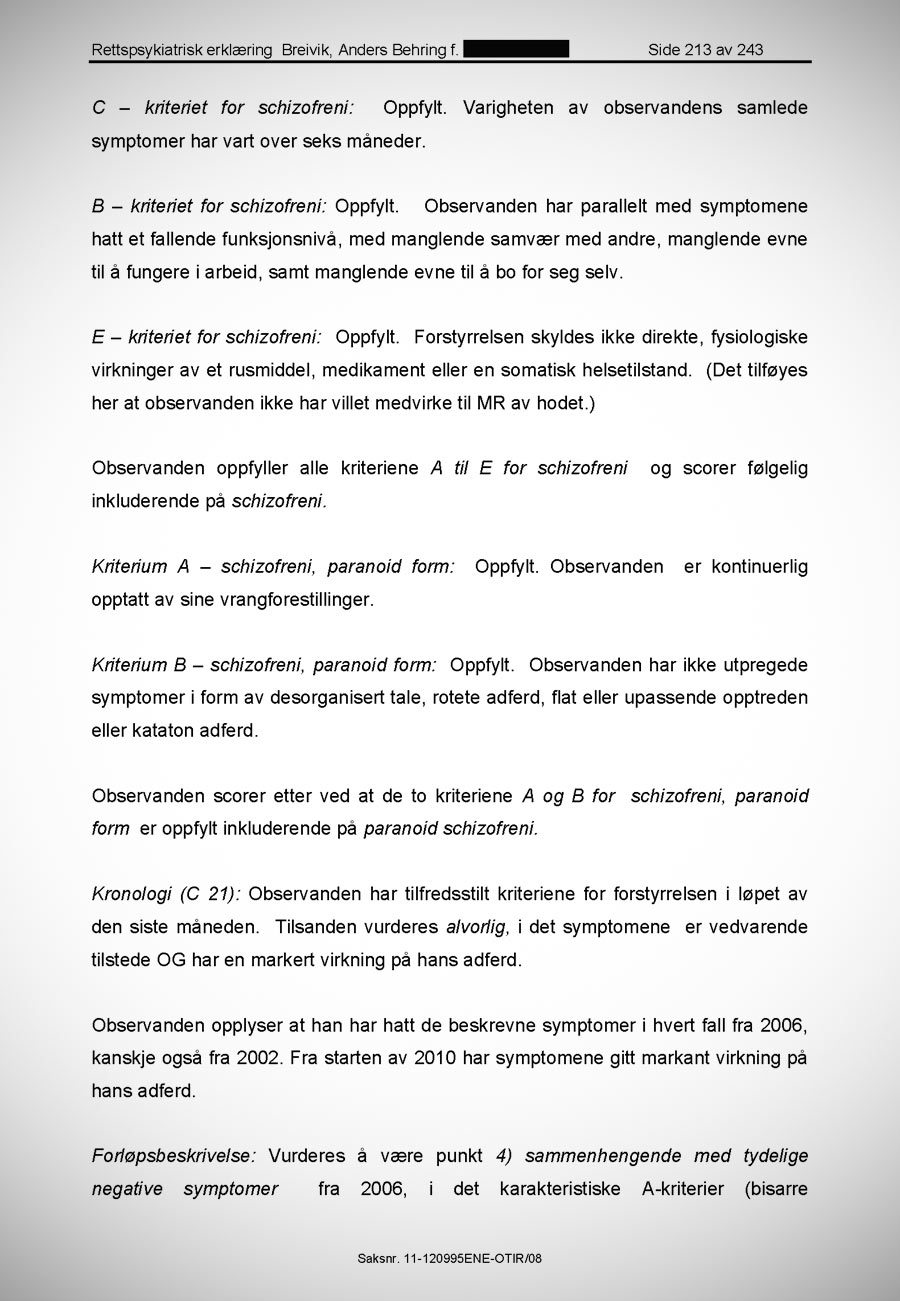 Rettspsykiatrisk erklæring Breivik, Anders Behring f. Side 213 av 243
C – kriteriet for schizofreni: Oppfylt. Varigheten av observandens samlede
symptomer har vart over seks måneder.
B – kriteriet for schizofreni: Oppfylt. Observanden har parallelt med symptomene
hatt et fallende funksjonsnivå, med manglende samvær med andre, manglende evne
til å fungere i arbeid, samt manglende evne til å bo for seg selv.
E – kriteriet for schizofreni: Oppfylt. Forstyrrelsen skyldes ikke direkte, fysiologiske
virkninger av et rusmiddel, medikament eller en somatisk helsetilstand. (Det tilføyes
her at observanden ikke har villet medvirke til MR av hodet.)
Observanden oppfyller alle kriteriene A til E for schizofreni og scorer følgelig
inkluderende på schizofreni.
Kriterium A – schizofreni, paranoid form: Oppfylt. Observanden er kontinuerlig
opptatt av sine vrangforestillinger.
Kriterium B – schizofreni, paranoid form: Oppfylt. Observanden har ikke utpregede
symptomer i form av desorganisert tale, rotete adferd, flat eller upassende opptreden
eller kataton adferd.
Observanden scorer etter ved at de to kriteriene A og B for schizofreni, paranoid
form er oppfylt inkluderende på paranoid schizofreni.
Kronologi (C 21): Observanden har tilfredsstilt kriteriene for forstyrrelsen i løpet av
den siste måneden. Tilsanden vurderes alvorlig, i det symptomene er vedvarende
tilstede OG har en markert virkning på hans adferd.
Observanden opplyser at han har hatt de beskrevne symptomer i hvert fall fra 2006,
kanskje også fra 2002. Fra starten av 2010 har symptomene gitt markant virkning på
hans adferd.
Forløpsbeskrivelse: Vurderes å være punkt 4) sammenhengende med tydelige
negative symptomer fra 2006, i det karakteristiske A-kriterier (bisarre
Saksnr. 11-120995ENE-OTIR/08